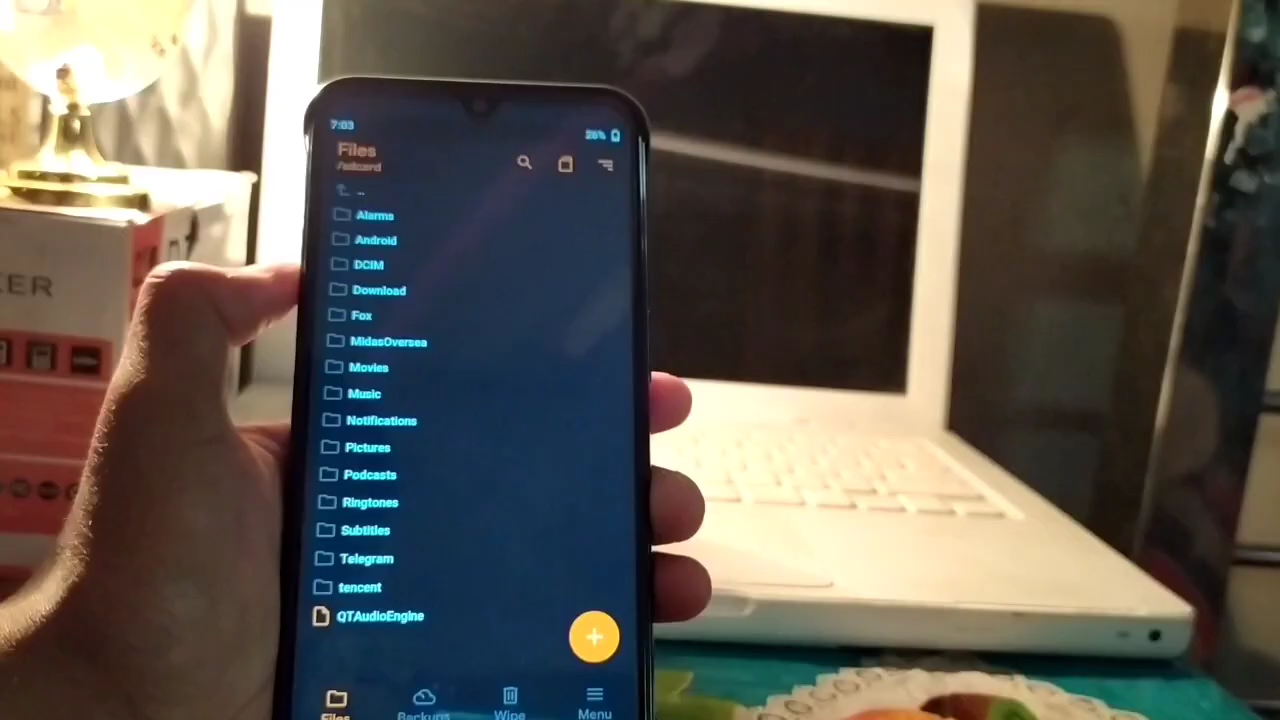 7:03
26%
Files
/sdcard
..
Alarms
Android
DCIM
Download
Fox
MidasOversea
Movies
Music
Notifications
Pictures
Podcasts
Ringtones
Subtitles
Telegram
tencent
QTAudioEngine
+
Files
Backups
Wipe
Menu
KER